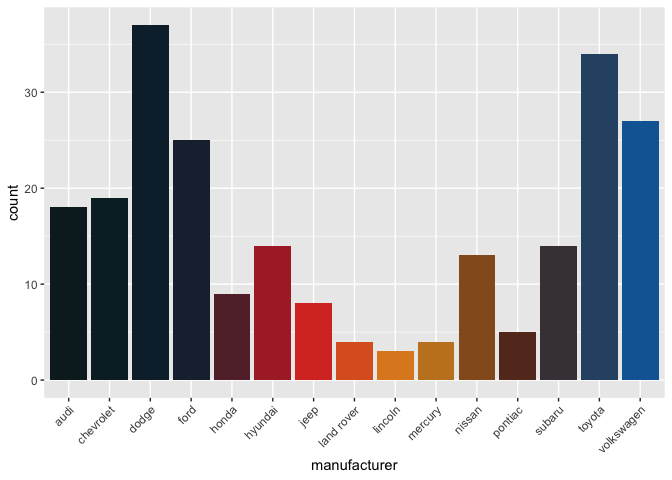 30
20
10
0
count
audi
chevrolet
dodge
ford
honda
hyundai
jeep
land rover
lincoln
mercury
nissan
pontiac
subaru
toyota
volkswagen
manufacturer